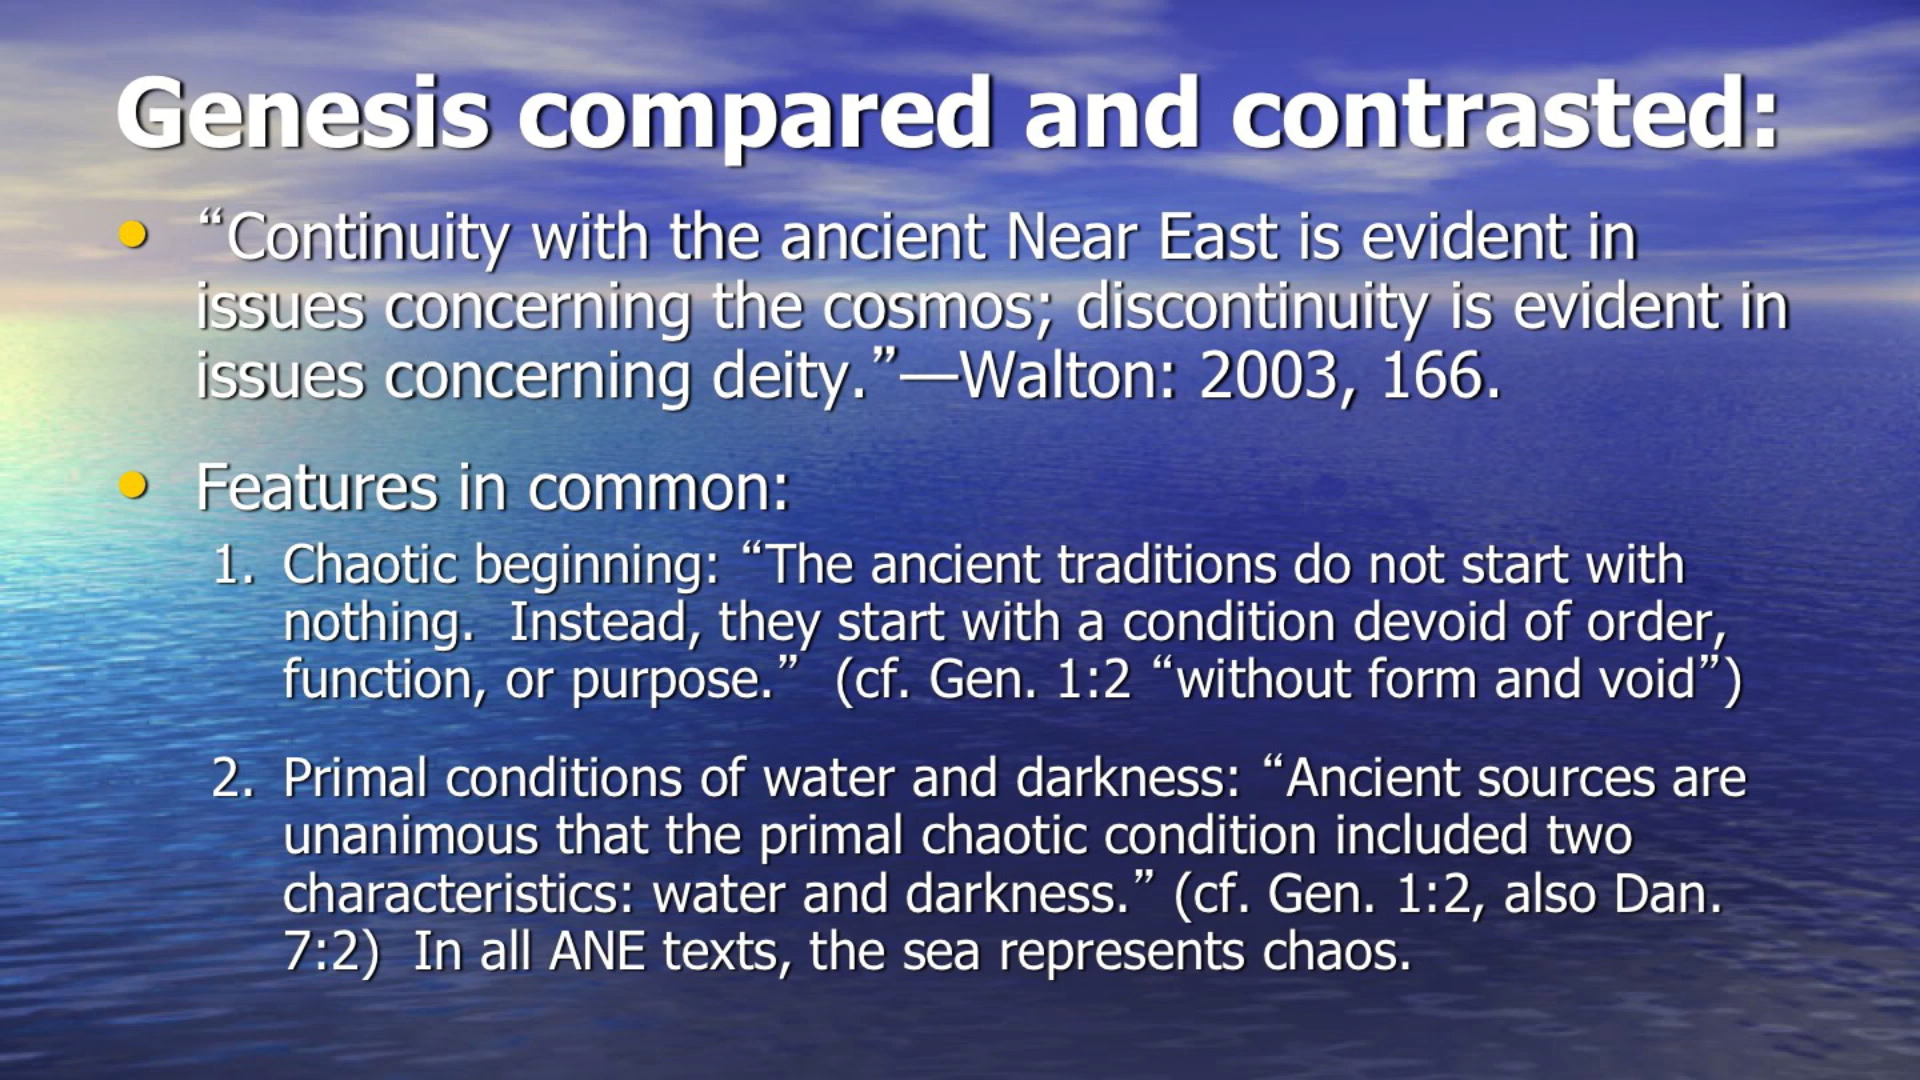 Genesis compared and contrasted:
• “Continuity with the ancient Near East is evident in
issues concerning the cosmos; discontinuity is evident in
issues concerning deity.”—Walton: 2003, 166.
• Features in common:
1. Chaotic beginning: “The ancient traditions do not start with
nothing.  Instead, they start with a condition devoid of order,
function, or purpose.”  (cf. Gen. 1:2 “without form and void”)
2. Primal conditions of water and darkness: “Ancient sources are
unanimous that the primal chaotic condition included two
characteristics: water and darkness.” (cf. Gen. 1:2, also Dan.
7:2)  In all ANE texts, the sea represents chaos.